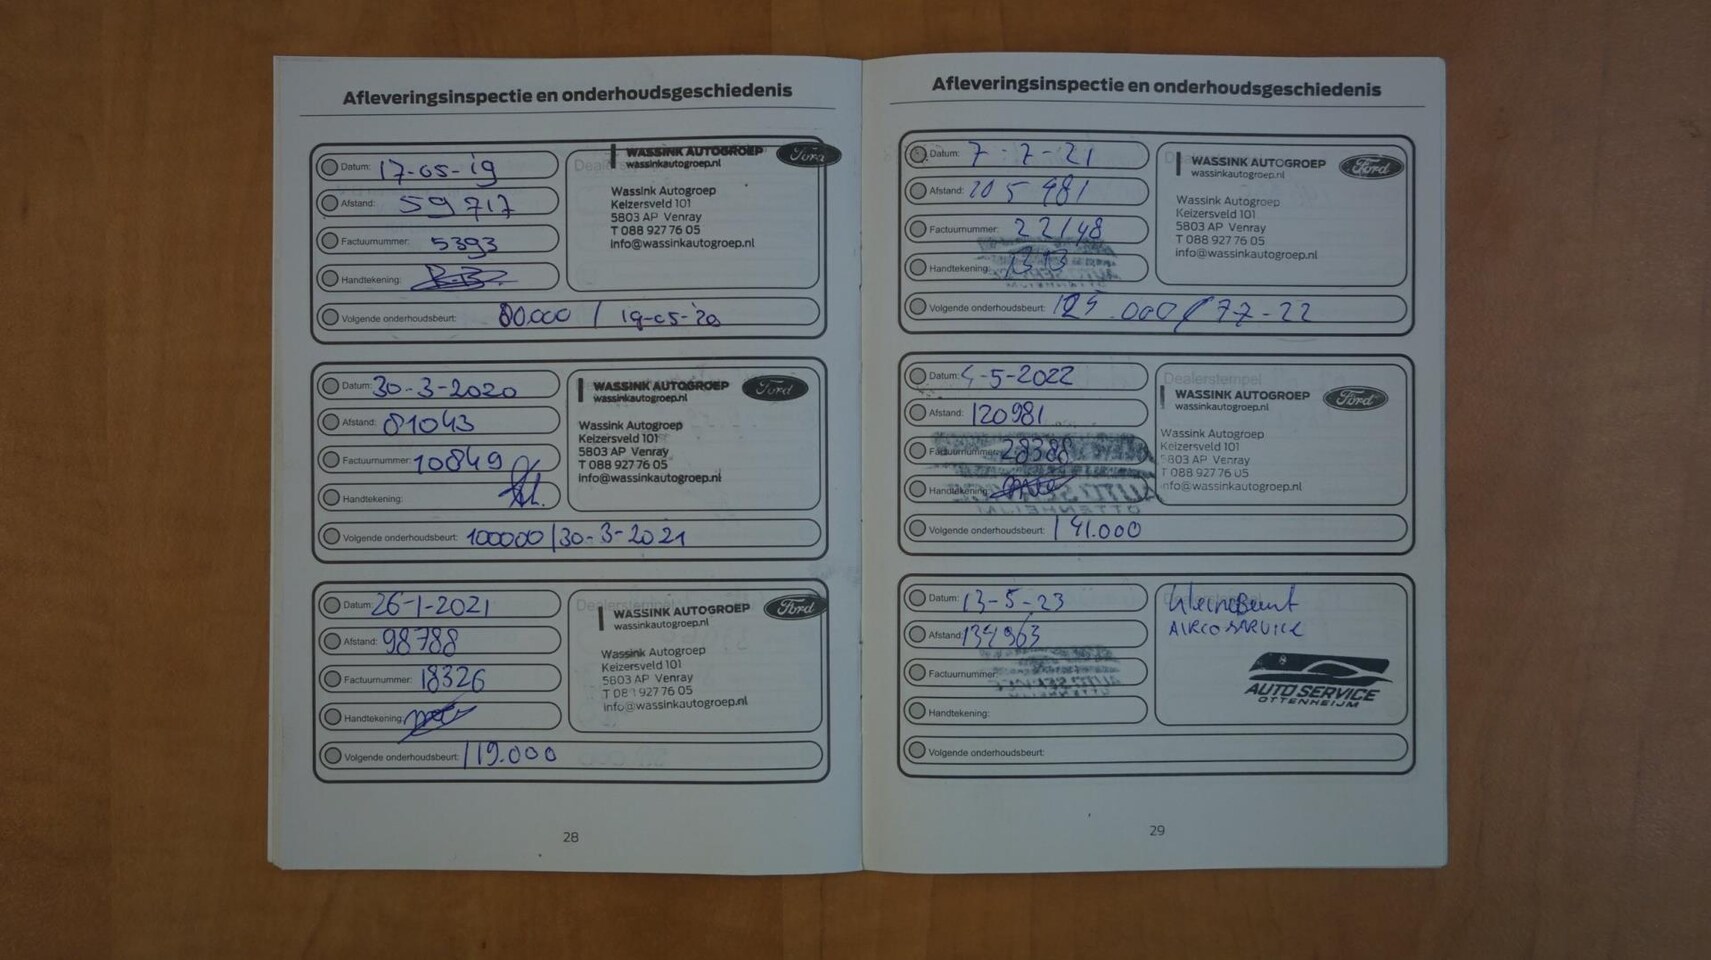 Afleveringsinspectie en onderhoudsgeschiedenis
Datum: 17-05-19
Afstand: 59717
Factuurnummer: 5393
Handtekening:
Volgende onderhoudsbeurt: 80.000 / 19-05-'20
WASSINK AUTOGROEP Ford
wassinkautogroep.nl
Wassink Autogroep
Keizersveld 101
5803 AP Venray
T 088 927 76 05
info@wassinkautogroep.nl
Datum: 30-3-2020
Afstand: 81043
Factuurnummer: 10849
Handtekening:
Volgende onderhoudsbeurt: 100000 / 30-3-2021
WASSINK AUTOGROEP Ford
wassinkautogroep.nl
Wassink Autogroep
Keizersveld 101
5803 AP Venray
T 088 927 76 05
info@wassinkautogroep.nl
Datum: 26-1-2021
Afstand: 98788
Factuurnummer: 18326
Handtekening:
Volgende onderhoudsbeurt: 119.000
WASSINK AUTOGROEP Ford
wassinkautogroep.nl
Wassink Autogroep
Keizersveld 101
5803 AP Venray
T 088 927 76 05
info@wassinkautogroep.nl
28
Afleveringsinspectie en onderhoudsgeschiedenis
Datum: 7-7-21
Afstand: 105 981
Factuurnummer: 22148
Handtekening:
Volgende onderhoudsbeurt: 125.000 / 7-7-22
WASSINK AUTOGROEP Ford
wassinkautogroep.nl
Wassink Autogroep
Keizersveld 101
5803 AP Venray
T 088 927 76 05
info@wassinkautogroep.nl
Datum: 4-5-2022
Afstand: 120981
Factuurnummer: 28388
Handtekening:
Volgende onderhoudsbeurt: 141.000
Dealerstempel
WASSINK AUTOGROEP Ford
wassinkautogroep.nl
Wassink Autogroep
Keizersveld 101
5803 AP Venray
T 088 927 76 05
info@wassinkautogroep.nl
Datum: 13-5-23
Afstand: 134963
Factuurnummer:
Handtekening:
Volgende onderhoudsbeurt:
KleineBeurt
AIRCO SERVICE
AUTO SERVICE
OTTENHEIJM
29